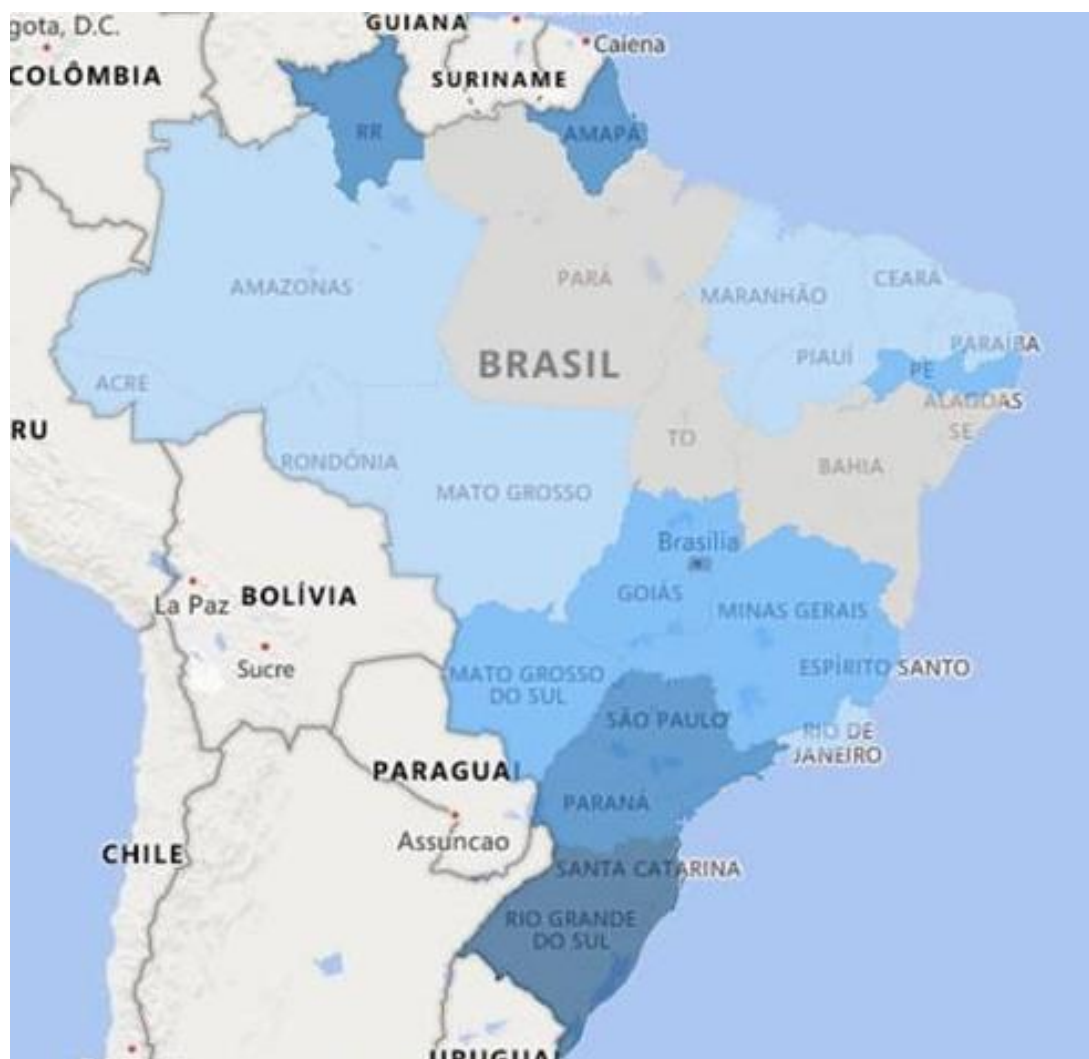 gota, D.C.
GUIANA
Caiena
COLÔMBIA
SURINAME
RR
AMAPÁ
AMAZONAS
PARÁ
MARANHÃO
CEARÁ
BRASIL
PIAUÍ
PARAÍBA
PE
ACRE
ALAGOAS
RU
TO
SE
RONDÔNIA
BAHIA
MATO GROSSO
Brasília
La Paz
BOLÍVIA
GOIÁS
MINAS GERAIS
Sucre
MATO GROSSO
DO SUL
ESPÍRITO SANTO
SÃO PAULO
RIO DE
JANEIRO
PARAGUAI
PARANÁ
Assuncao
CHILE
SANTA CATARINA
RIO GRANDE
DO SUL
URUGUAI